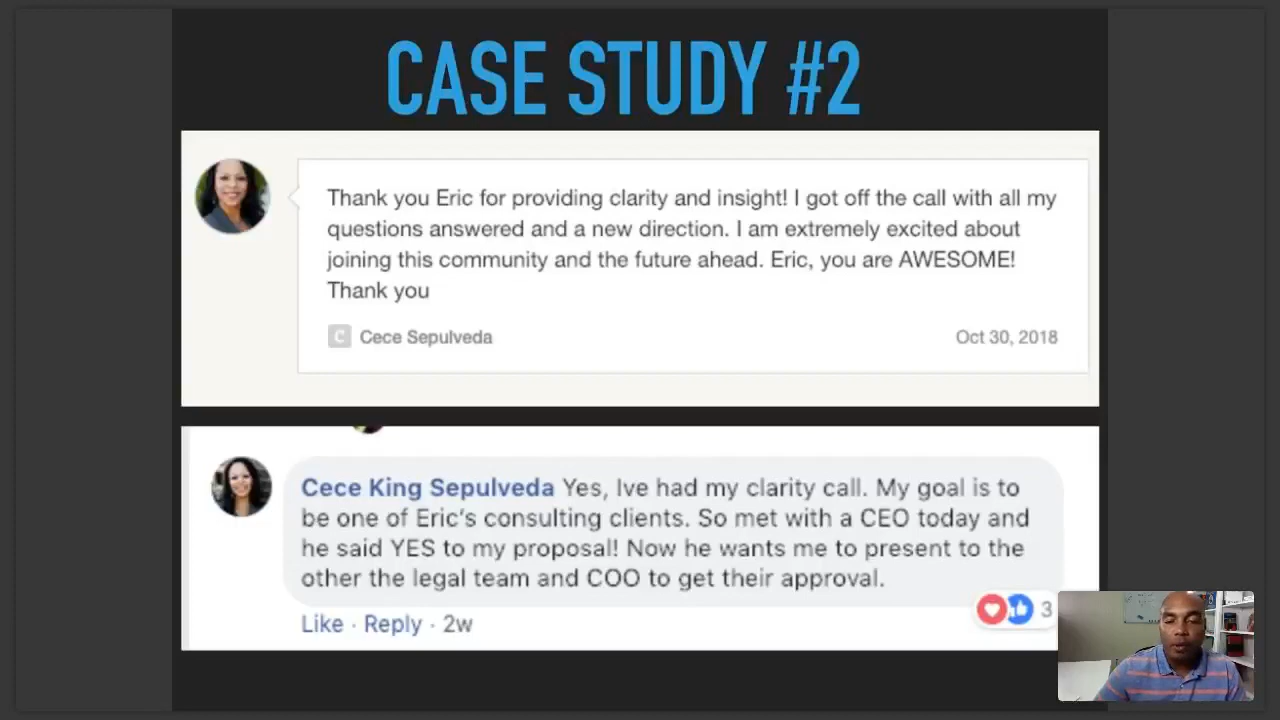 CASE STUDY #2
Thank you Eric for providing clarity and insight! I got off the call with all my
questions answered and a new direction. I am extremely excited about
joining this community and the future ahead. Eric, you are AWESOME!
Thank you
C Cece Sepulveda
Oct 30, 2018
Cece King Sepulveda Yes, Ive had my clarity call. My goal is to
be one of Eric's consulting clients. So met with a CEO today and
he said YES to my proposal! Now he wants me to present to the
other the legal team and COO to get their approval.
Like · Reply · 2w
3